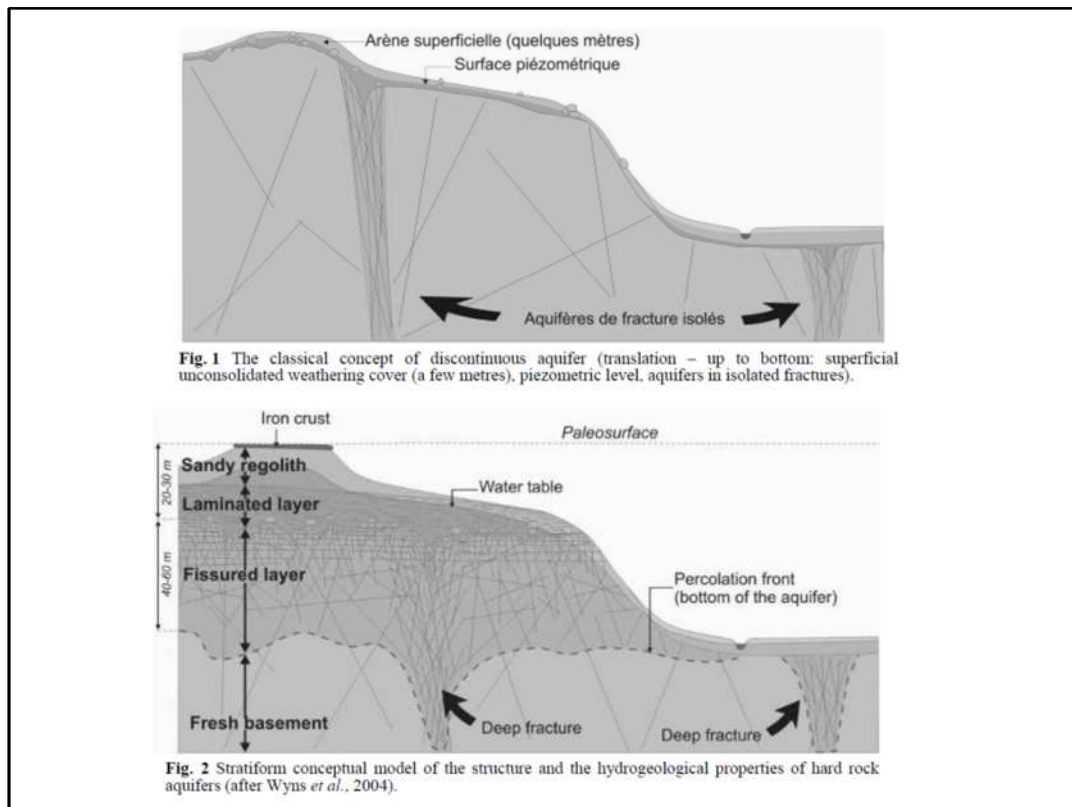 Arène superficielle (quelques mètres)
Surface piézométrique
Aquifères de fracture isolés
Fig. 1 The classical concept of discontinuous aquifer (translation – up to bottom: superficial
unconsolidated weathering cover (a few metres), piezometric level, aquifers in isolated fractures).
Iron crust
Paleosurface
20-30 m
Sandy regolith
Water table
Laminated layer
40-60 m
Fissured layer
Percolation front
(bottom of the aquifer)
Fresh basement
Deep fracture
Deep fracture
Fig. 2 Stratiform conceptual model of the structure and the hydrogeological properties of hard rock
aquifers (after Wyns et al., 2004).